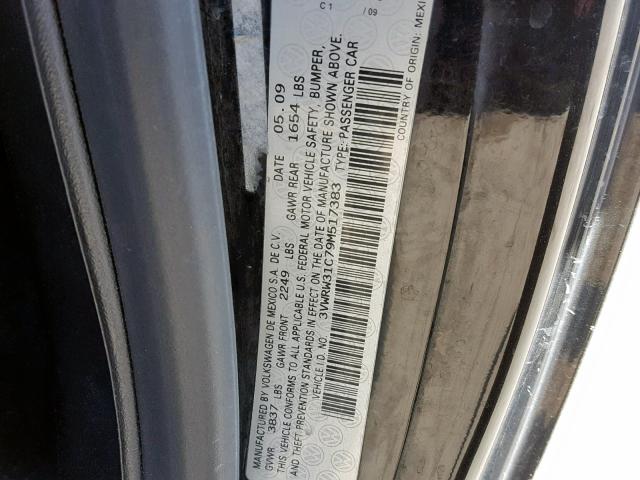 MANUFACTURED BY VOLKSWAGEN DE MEXICO S.A. DE C.V. DATE 05.09
GVWR 3837 LBS GAWR FRONT 2249 LBS GAWR REAR 1654 LBS
THIS VEHICLE CONFORMS TO ALL APPLICABLE U.S. FEDERAL MOTOR VEHICLE SAFETY, BUMPER,
AND THEFT PREVENTION STANDARDS IN EFFECT ON THE DATE OF MANUFACTURE SHOWN ABOVE.
VEHICLE I.D. NO 3VWRW31C79M517383 TYPE: PASSENGER CAR
C1 /09
COUNTRY OF ORIGIN: MEXI